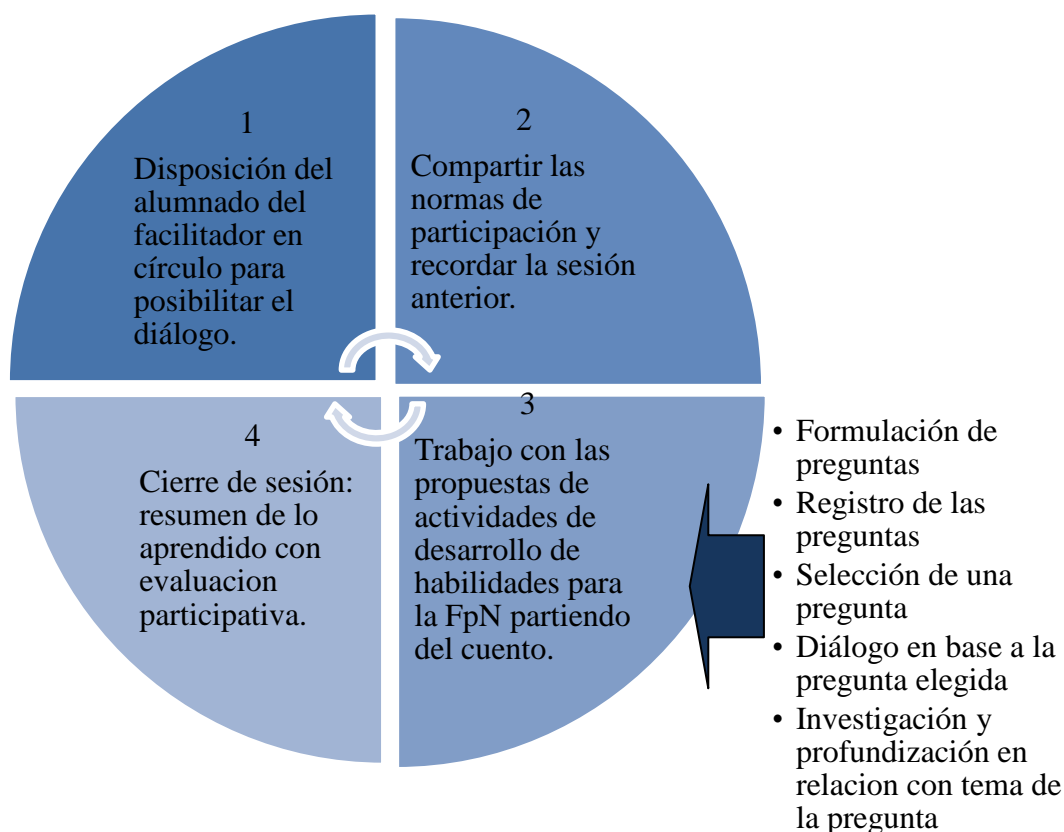 1
Disposición del
alumnado del
facilitador en
círculo para
posibilitar el
diálogo.
2
Compartir las
normas de
participación y
recordar la sesión
anterior.
3
Trabajo con las
propuestas de
actividades de
desarrollo de
habilidades para
la FpN partiendo
del cuento.
• Formulación de
preguntas
• Registro de las
preguntas
• Selección de una
pregunta
• Diálogo en base a la
pregunta elegida
• Investigación y
profundización en
relacion con tema de
la pregunta
4
Cierre de sesión:
resumen de lo
aprendido con
evaluacion
participativa.